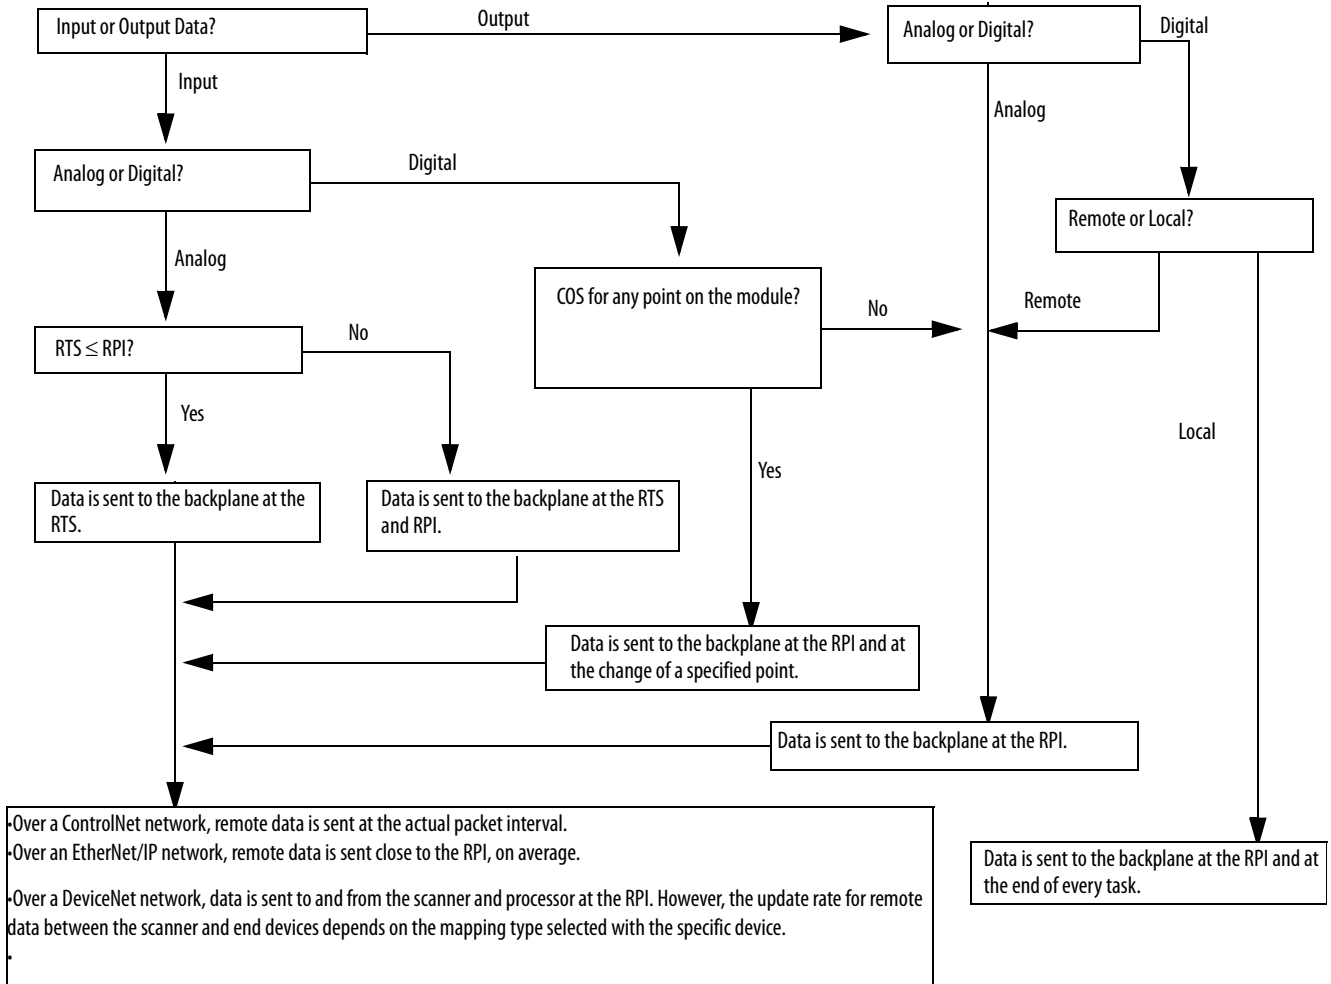 Input or Output Data?
Output
Analog or Digital?
Digital
Input
Analog
Analog or Digital?
Digital
Remote or Local?
Analog
COS for any point on the module?
No
Remote
RTS ≤ RPI?
No
Yes
Local
Yes
Data is sent to the backplane at the
RTS.
Data is sent to the backplane at the RTS
and RPI.
Data is sent to the backplane at the RPI and at
the change of a specified point.
Data is sent to the backplane at the RPI.
•Over a ControlNet network, remote data is sent at the actual packet interval.
•Over an EtherNet/IP network, remote data is sent close to the RPI, on average.
•Over a DeviceNet network, data is sent to and from the scanner and processor at the RPI. However, the update rate for remote
data between the scanner and end devices depends on the mapping type selected with the specific device.
•
Data is sent to the backplane at the RPI and at
the end of every task.